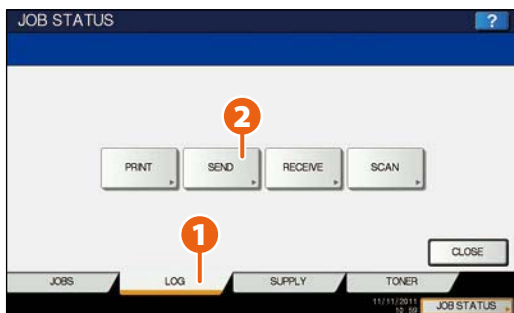 JOB STATUS ?
2
PRINT SEND RECEIVE SCAN
1
CLOSE
JOBS LOG SUPPLY TONER
11/11/2011
10:59 JOB STATUS